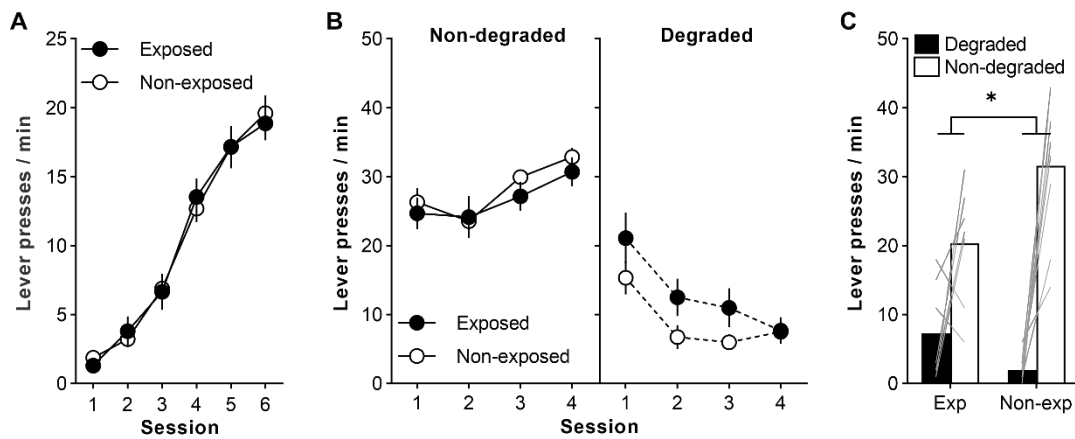 A
Lever presses / min
25
20
15
10
5
0
Exposed
Non-exposed
1 2 3 4 5 6
Session
B
Lever presses / min
50
40
30
20
10
0
Non-degraded
Degraded
Exposed
Non-exposed
1 2 3 4 1 2 3 4
Session
C
Lever presses / min
50
40
30
20
10
0
Degraded
Non-degraded
*
Exp Non-exp